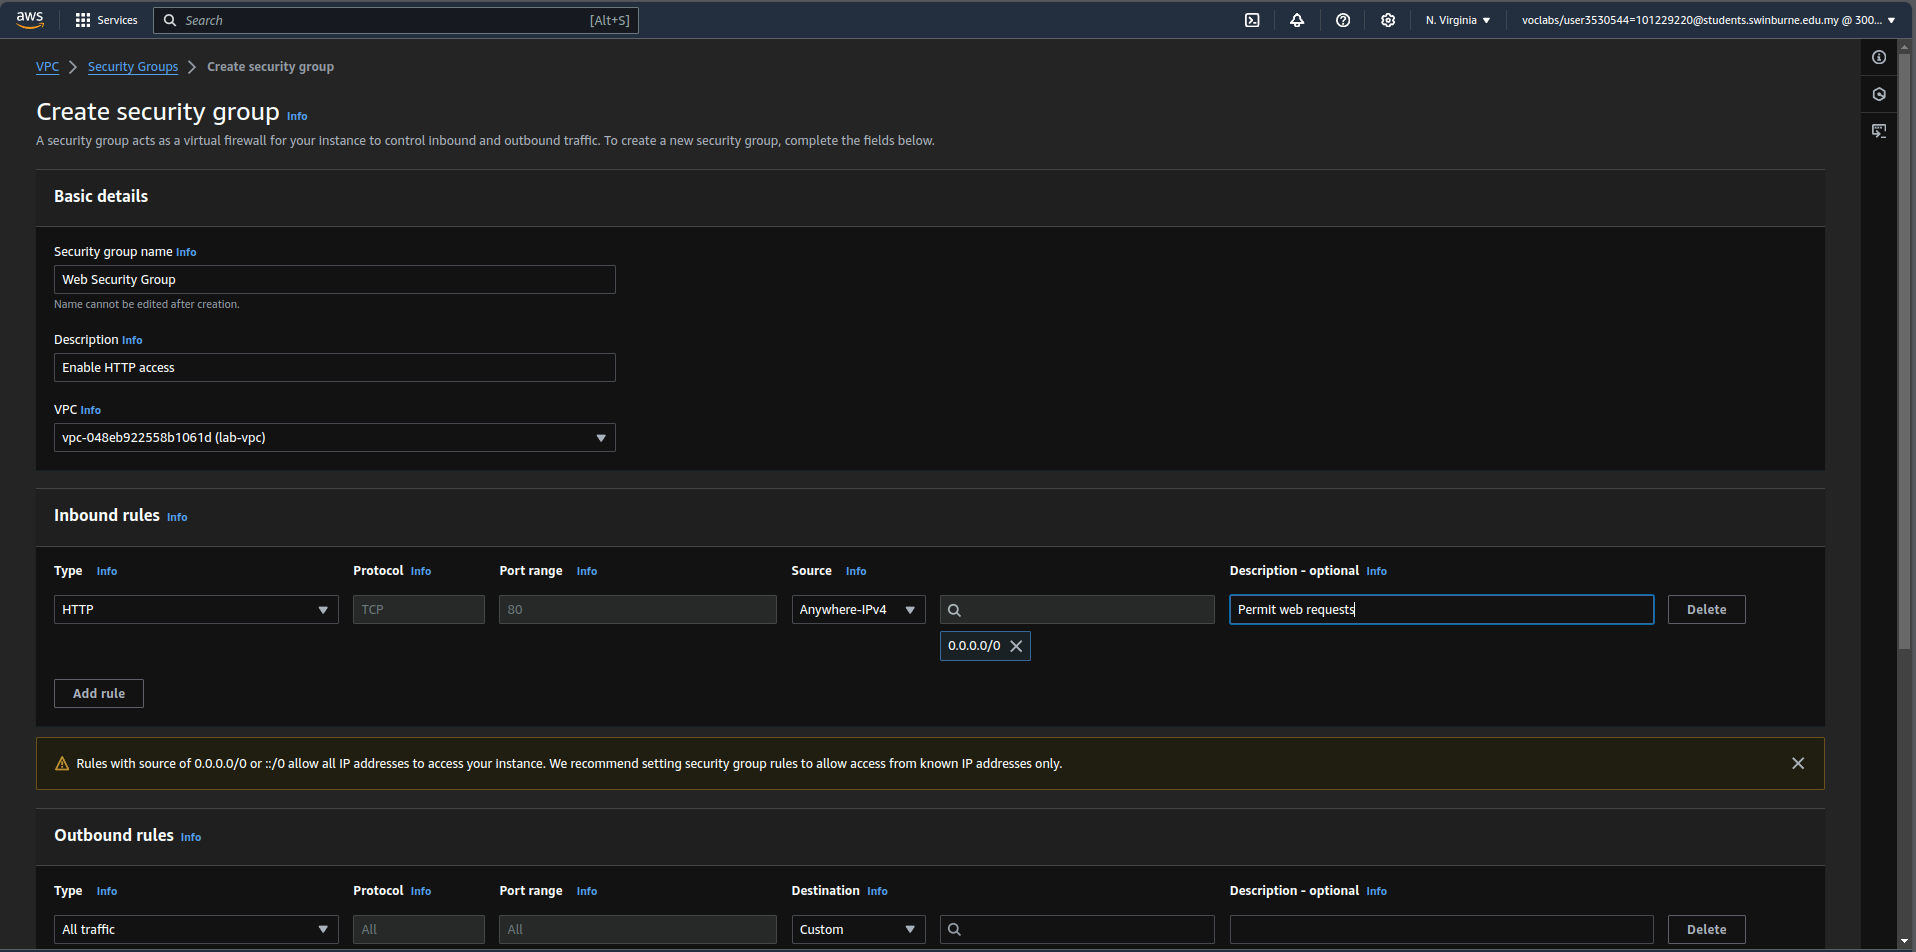 aws Services Search [Alt+S] N. Virginia voclabs/user3530544=101229220@students.swinburne.edu.my @ 300...
VPC Security Groups Create security group
Create security group Info
A security group acts as a virtual firewall for your instance to control inbound and outbound traffic. To create a new security group, complete the fields below.
Basic details
Security group name Info
Web Security Group
Name cannot be edited after creation.
Description Info
Enable HTTP access
VPC Info
vpc-048eb922558b1061d (lab-vpc)
Inbound rules Info
Type Info Protocol Info Port range Info Source Info Description - optional Info
HTTP TCP 80 Anywhere-IPv4 Permit web requests Delete
0.0.0.0/0
Add rule
Rules with source of 0.0.0.0/0 or ::/0 allow all IP addresses to access your instance. We recommend setting security group rules to allow access from known IP addresses only.
Outbound rules Info
Type Info Protocol Info Port range Info Destination Info Description - optional Info
All traffic All All Custom Delete